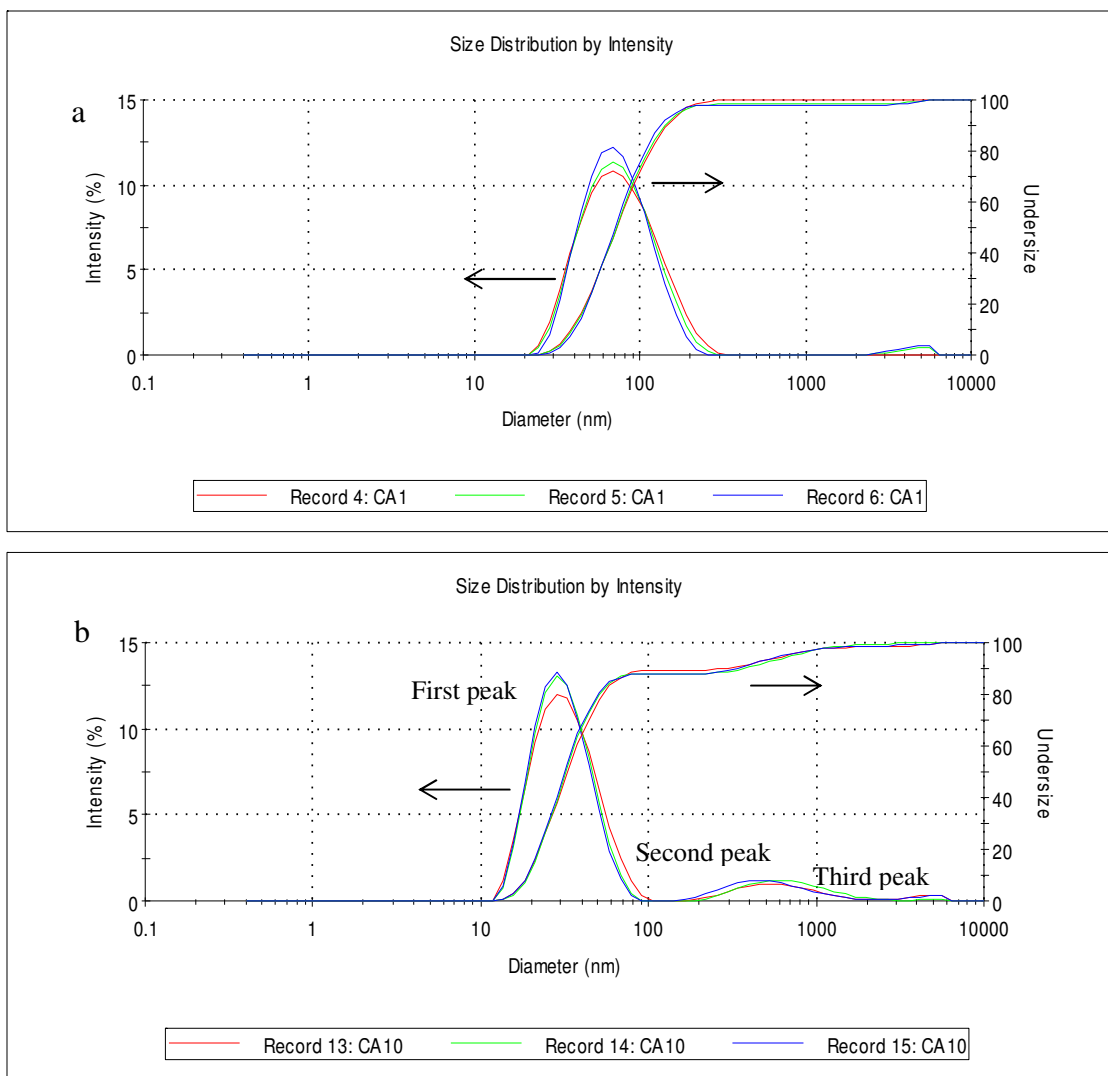 Size Distribution by Intensity
a
15
10
5
0
Intensity (%)
100
80
60
40
20
0
Undersize
0.1
1
10
100
1000
10000
Diameter (nm)
Record 4: CA1
Record 5: CA1
Record 6: CA1
Size Distribution by Intensity
b
15
10
5
0
Intensity (%)
First peak
Second peak
Third peak
100
80
60
40
20
0
Undersize
0.1
1
10
100
1000
10000
Diameter (nm)
Record 13: CA10
Record 14: CA10
Record 15: CA10